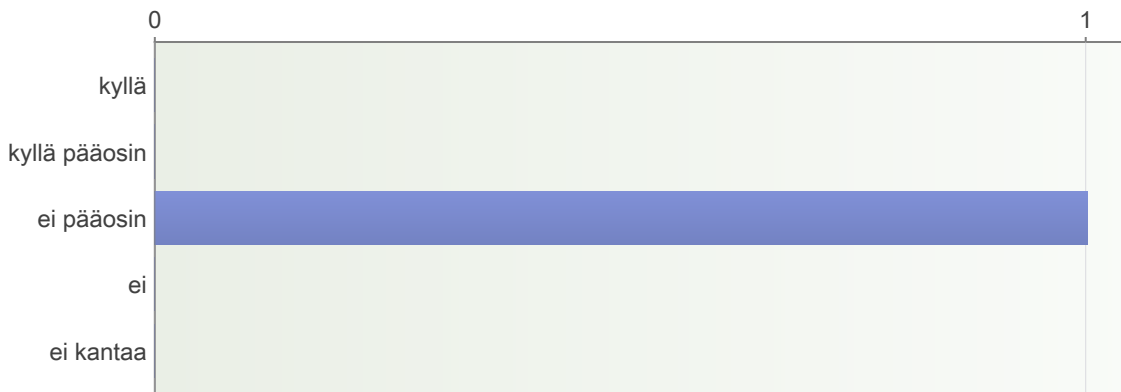 0 1
kyllä
kyllä pääosin
ei pääosin
ei
ei kantaa